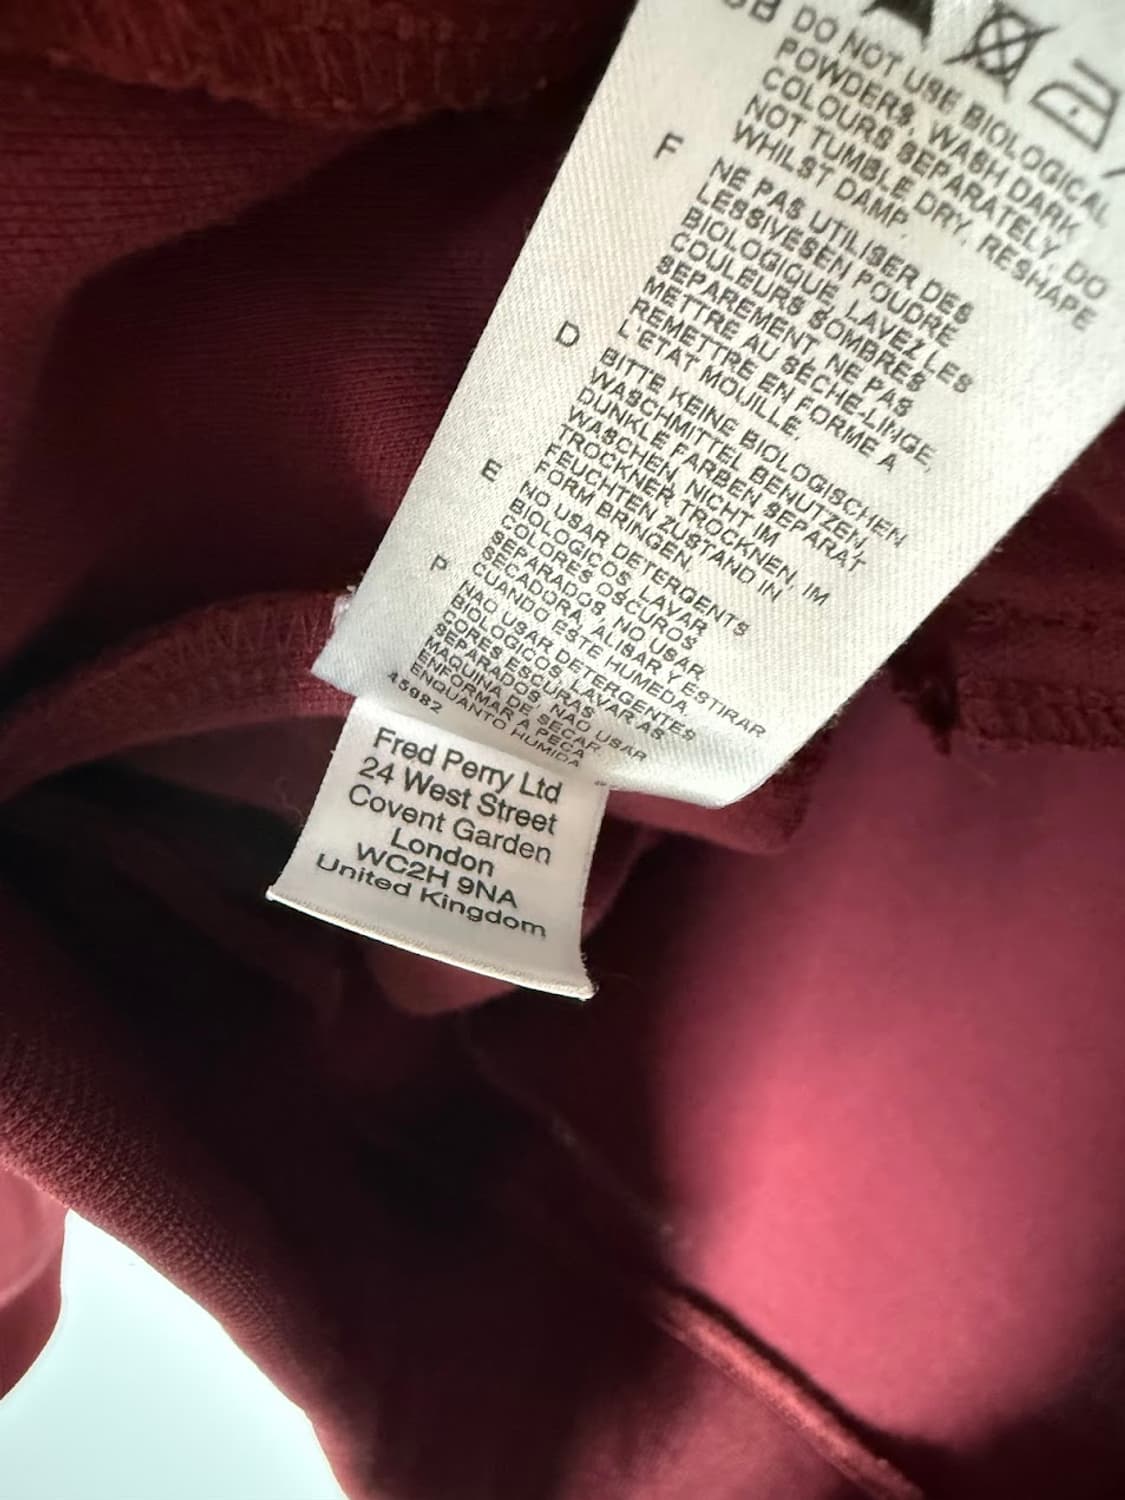 GB DO NOT USE BIOLOGICAL
POWDERS, WASH DARK
COLOURS SEPARATELY, DO
NOT TUMBLE DRY, RESHAPE
WHILST DAMP.
F NE PAS UTILISER DES
LESSIVESEN POUDRE
BIOLOGIQUE, LAVEZ LES
COULEURS SOMBRES
SEPAREMENT, NE PAS
METTRE AU SECHE-LINGE,
REMETTRE EN FORME A
L'ETAT MOUILLE.
D BITTE KEINE BIOLOGISCHEN
WASCHMITTEL BENUTZEN,
DUNKLE FARBEN SEPARAT
WASCHEN, NICHT IM
TROCKNER TROCKNEN, IM
FEUCHTEN ZUSTAND IN
FORM BRINGEN.
E NO USAR DETERGENTS
BIOLOGICOS, LAVAR
COLORES OSCUROS
SEPARADOS, NO USAR
CECADORA, ALISAR Y ESTIRAR
CUANDO ESTE HUMEDA.
P NAO USAR DETERGENTES
BIOLOGICOS, LAVAR AS
CORES ESCURAS
SEPARADOS, NAO USAR
MAQUINA DE SECAR.
ENFORMAR A PECA
ENQUANTO HUMIDA
45982
Fred Perry Ltd
24 West Street
Covent Garden
London
WC2H 9NA
United Kingdom